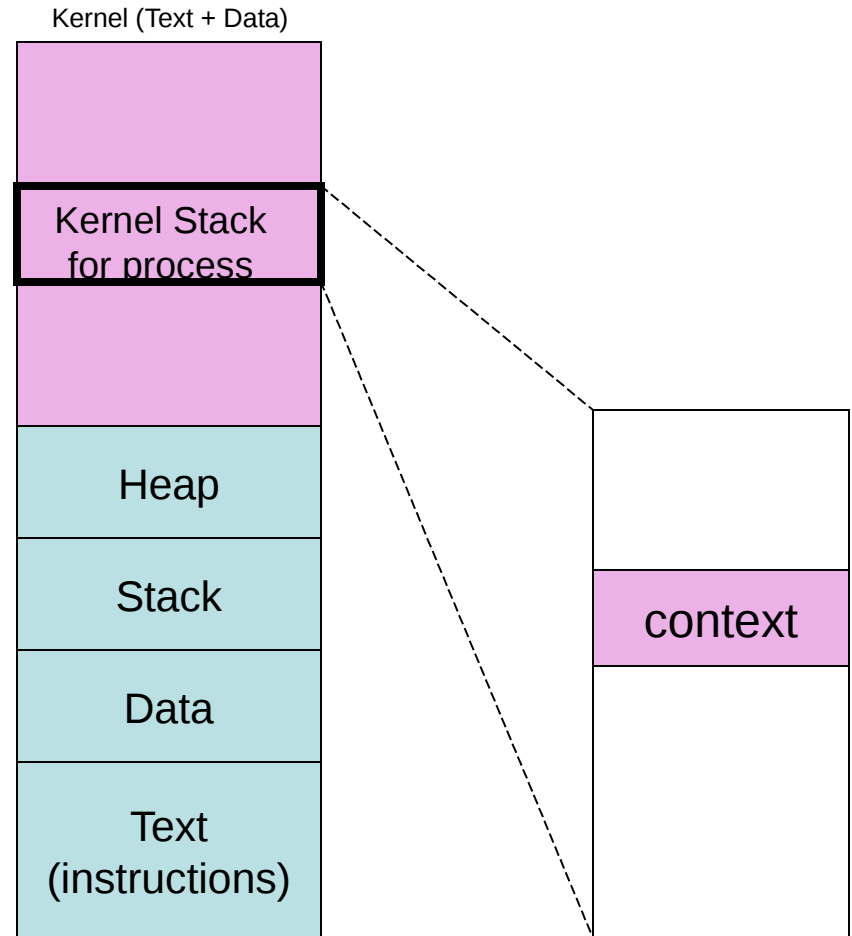 Kernel (Text + Data)
Kernel Stack
for process
Heap
Stack
context
Data
Text
(instructions)